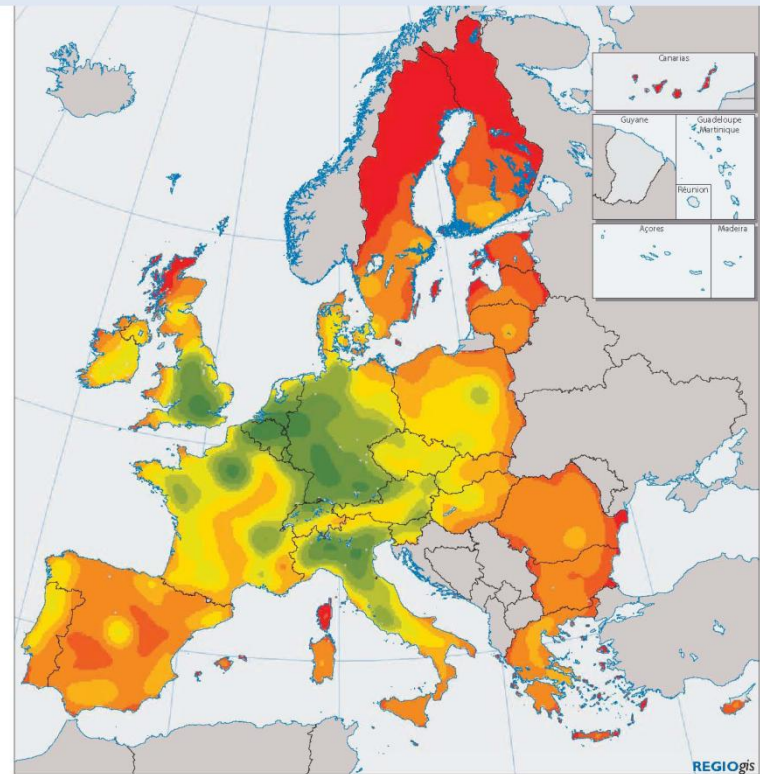 Canarias
Guyane
Guadeloupe
Martinique
Réunion
Açores
Madeira
REGIOgis